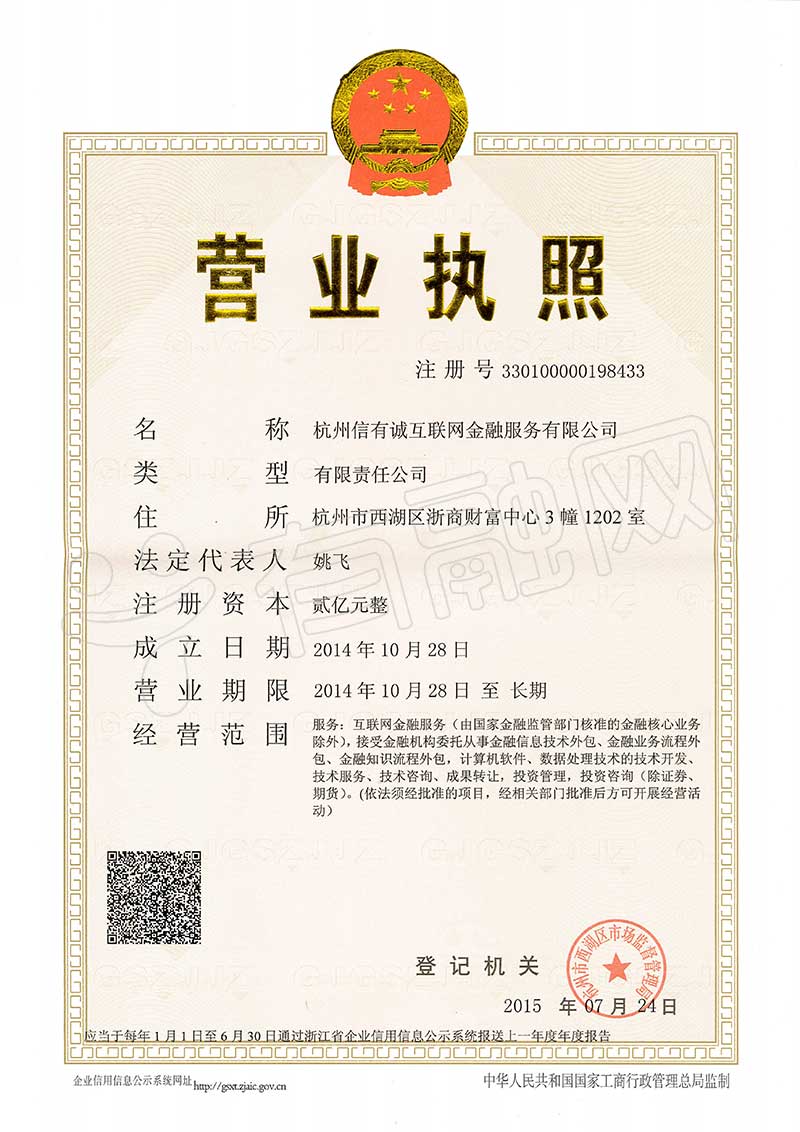 营业执照
注册号 330100000198433
名称 杭州信有诚互联网金融服务有限公司
类型 有限责任公司
住所 杭州市西湖区浙商财富中心 3 幢 1202 室
法定代表人 姚飞
注册资本 贰亿元整
成立日期 2014 年 10 月 28 日
营业期限 2014 年 10 月 28 日 至 长期
经营范围 服务：互联网金融服务（由国家金融监管部门核准的金融核心业务
除外），接受金融机构委托从事金融信息技术外包、金融业务流程外
包、金融知识流程外包，计算机软件、数据处理技术的技术开发、
技术服务、技术咨询、成果转让，投资管理，投资咨询（除证券、
期货）。(依法须经批准的项目，经相关部门批准后方可开展经营活
动）
有融网
杭州市西湖区市场监督管理局
登记机关
2015 年 07 月 24 日
应当于每年 1 月 1 日至 6 月 30 日通过浙江省企业信用信息公示系统报送上一年度年度报告
企业信用信息公示系统网址 http://gsxt.zjaic.gov.cn
中华人民共和国国家工商行政管理总局监制